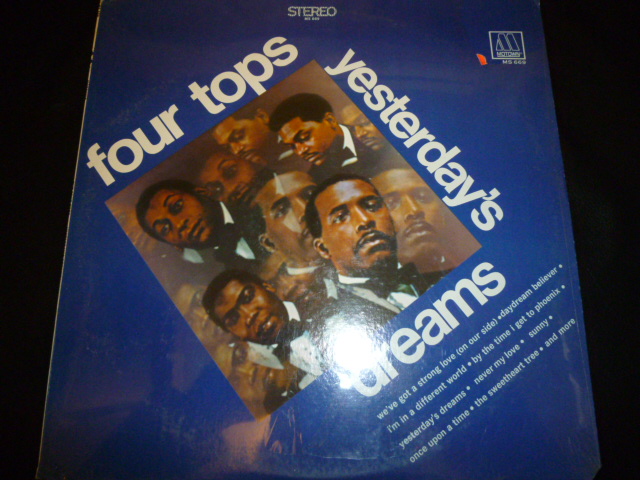 STEREO
MS 669
MOTOWN
MS 669
four tops
yesterday's
dreams
we've got a strong love (on our side) • daydream believer •
i'm in a different world • by the time i get to phoenix •
yesterday's dreams • never my love • sunny •
once upon a time • the sweetheart tree • and more